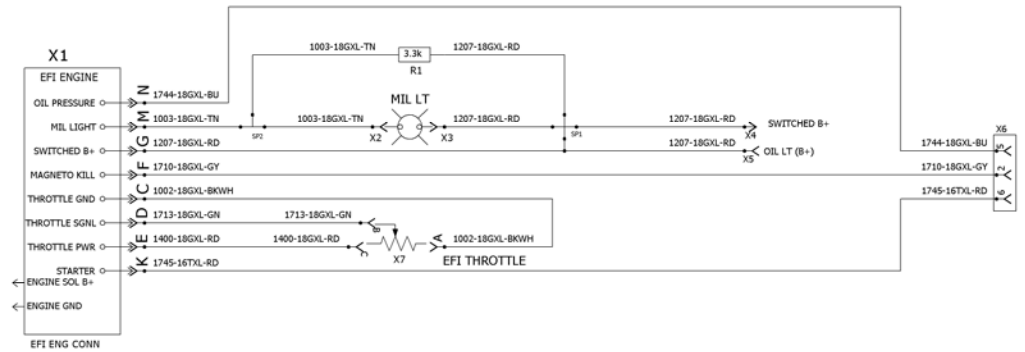 X1
EFI ENGINE
OIL PRESSURE N 1744-18GXL-BU
1003-18GXL-TN 3.3k 1207-18GXL-RD
R1
MIL LT
MIL LIGHT M 1003-18GXL-TN SP2 1003-18GXL-TN X2 X3 1207-18GXL-RD SP1 1207-18GXL-RD X4 SWITCHED B+
SWITCHED B+ G 1207-18GXL-RD 1207-18GXL-RD X5 OIL LT (B+)
X6
1744-18GXL-BU 5
MAGNETO KILL F 1710-18GXL-GY 1710-18GXL-GY 2
THROTTLE GND C 1002-18GXL-BKWH 1745-16TXL-RD 6
THROTTLE SGNL D 1713-18GXL-GN 1713-18GXL-GN B
THROTTLE PWR E 1400-18GXL-RD 1400-18GXL-RD C A 1002-18GXL-BKWH
X7 EFI THROTTLE
STARTER K 1745-16TXL-RD
ENGINE SOL B+
ENGINE GND
EFI ENG CONN